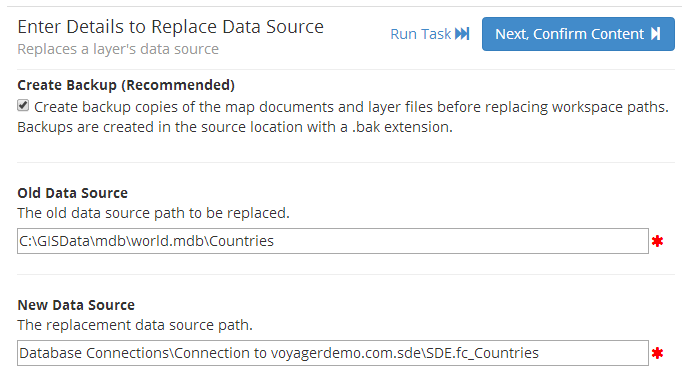 Enter Details to Replace Data Source
Run Task
Next, Confirm Content
Replaces a layer's data source
Create Backup (Recommended)
Create backup copies of the map documents and layer files before replacing workspace paths.
Backups are created in the source location with a .bak extension.
Old Data Source
The old data source path to be replaced.
C:\GISData\mdb\world.mdb\Countries
New Data Source
The replacement data source path.
Database Connections\Connection to voyagerdemo.com.sde\SDE.fc_Countries